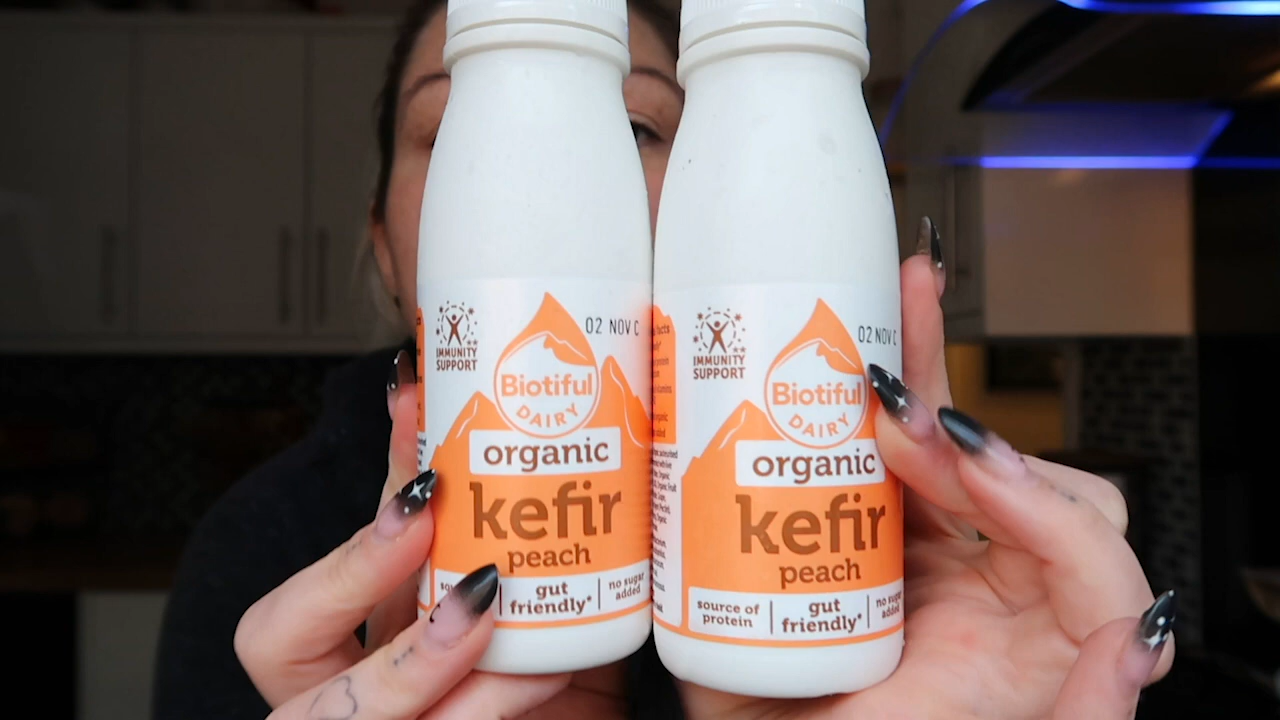 IMMUNITY
SUPPORT
02 NOV C
Biotiful
DAIRY
organic
kefir
peach
gut
friendly*
no sugar
added
IMMUNITY
SUPPORT
02 NOV C
Biotiful
DAIRY
organic
kefir
peach
source of
protein
gut
friendly*
no sugar
added